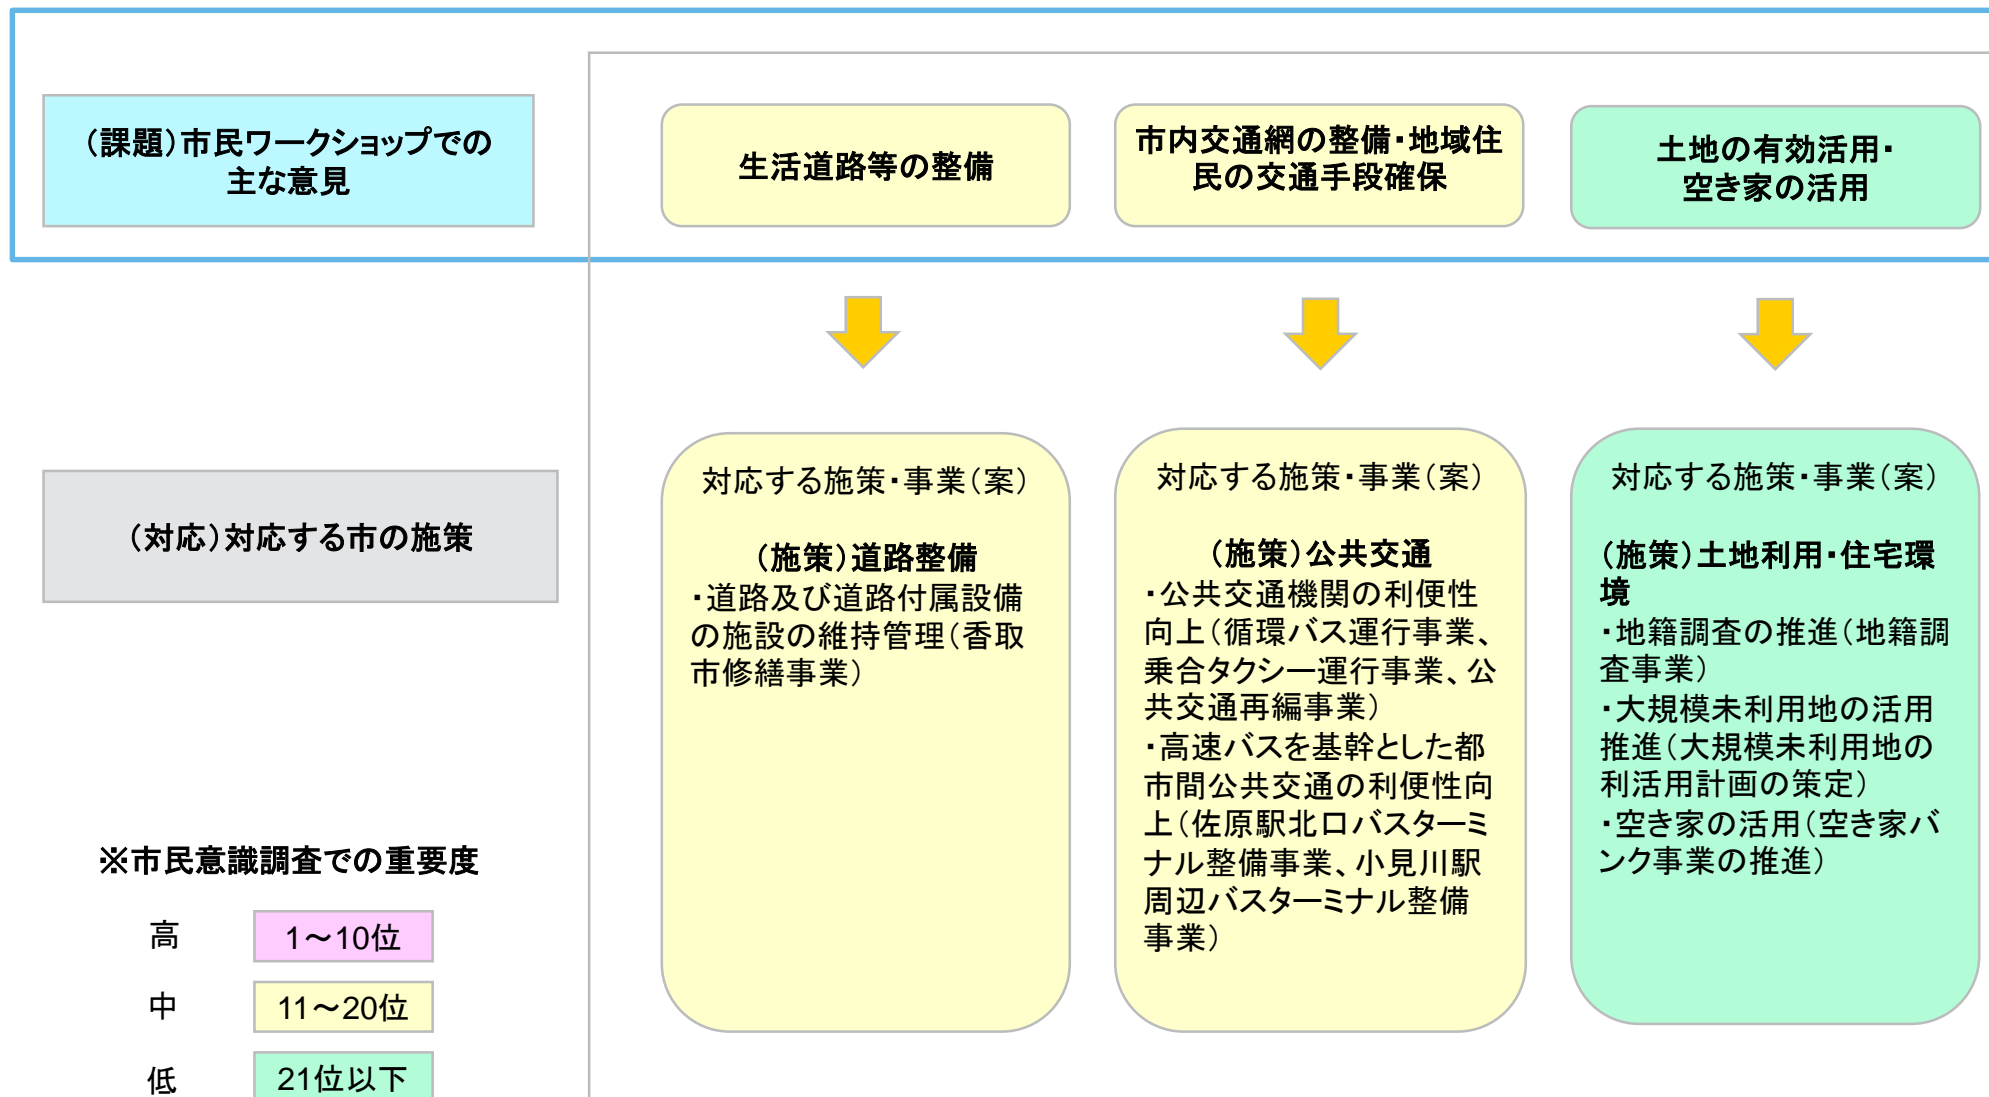 （課題）市民ワークショップでの
主な意見
生活道路等の整備
市内交通網の整備・地域住
民の交通手段確保
土地の有効活用・
空き家の活用
（対応）対応する市の施策
対応する施策・事業（案）
（施策）道路整備
・道路及び道路付属設備
の施設の維持管理（香取
市修繕事業）
対応する施策・事業（案）
（施策）公共交通
・公共交通機関の利便性
向上（循環バス運行事業、
乗合タクシー運行事業、公
共交通再編事業）
・高速バスを基幹とした都
市間公共交通の利便性向
上（佐原駅北口バスターミ
ナル整備事業、小見川駅
周辺バスターミナル整備
事業）
対応する施策・事業（案）
（施策）土地利用・住宅環
境
・地籍調査の推進（地籍調
査事業）
・大規模未利用地の活用
推進（大規模未利用地の
利活用計画の策定）
・空き家の活用（空き家バ
ンク事業の推進）
※市民意識調査での重要度
高 1～10位
中 11～20位
低 21位以下